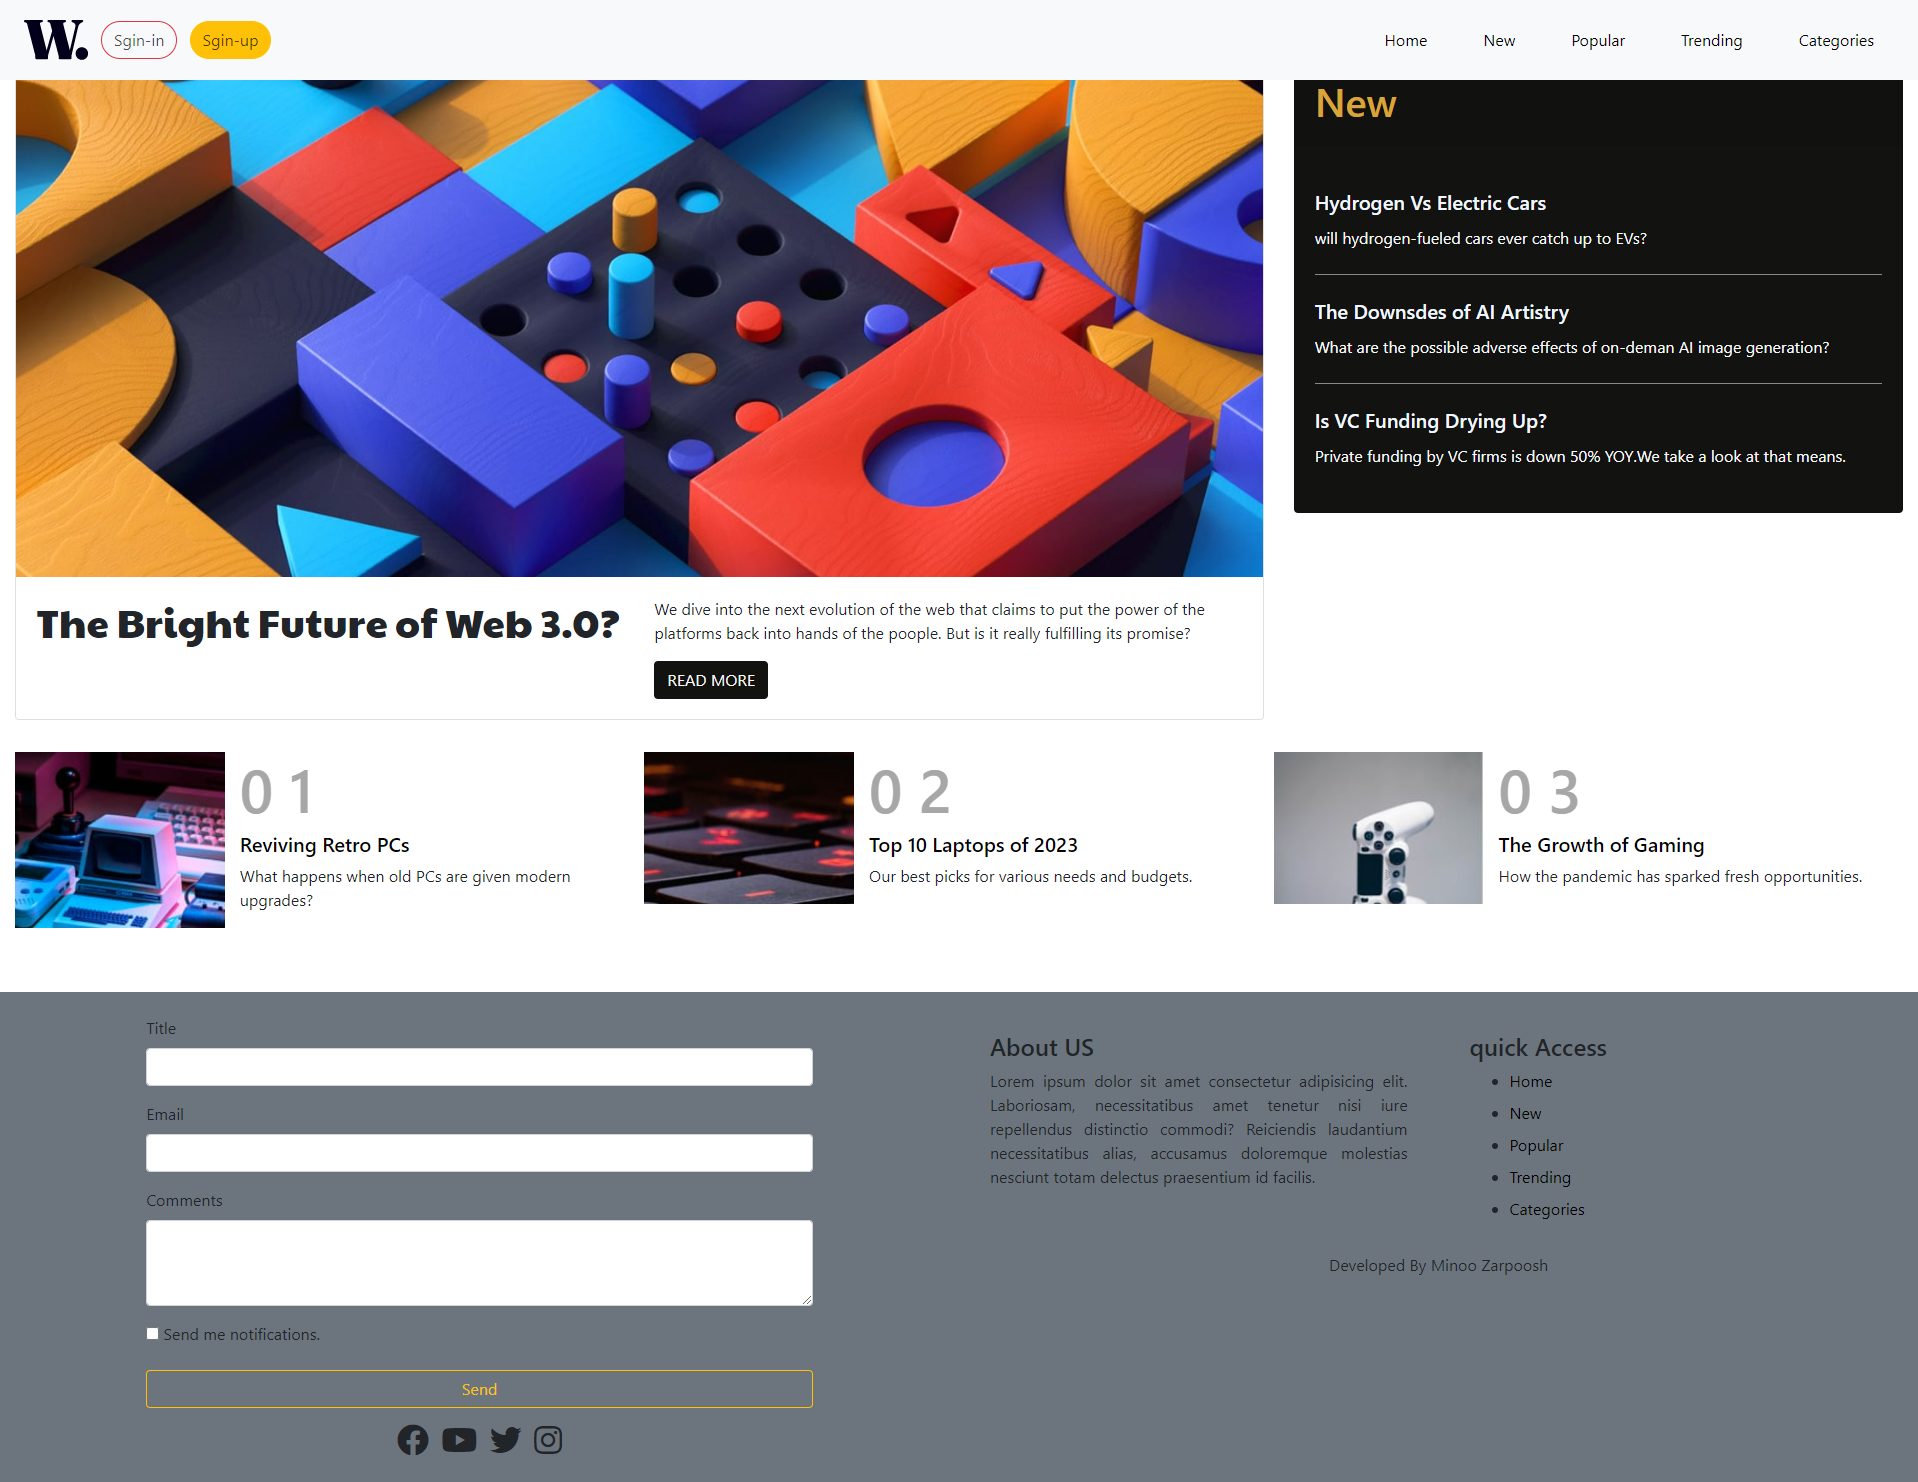 W.
Sgin-in
Sgin-up
Home
New
Popular
Trending
Categories
New
Hydrogen Vs Electric Cars
will hydrogen-fueled cars ever catch up to EVs?
The Downsdes of AI Artistry
What are the possible adverse effects of on-deman AI image generation?
Is VC Funding Drying Up?
Private funding by VC firms is down 50% YOY.We take a look at that means.
The Bright Future of Web 3.0?
We dive into the next evolution of the web that claims to put the power of the
platforms back into hands of the poople. But is it really fulfilling its promise?
READ MORE
0 1
Reviving Retro PCs
What happens when old PCs are given modern
upgrades?
0 2
Top 10 Laptops of 2023
Our best picks for various needs and budgets.
0 3
The Growth of Gaming
How the pandemic has sparked fresh opportunities.
Title
Email
Comments
Send me notifications.
Send
About US
Lorem ipsum dolor sit amet consectetur adipisicing elit.
Laboriosam, necessitatibus amet tenetur nisi iure
repellendus distinctio commodi? Reiciendis laudantium
necessitatibus alias, accusamus doloremque molestias
nesciunt totam delectus praesentium id facilis.
quick Access
Home
New
Popular
Trending
Categories
Developed By Minoo Zarpoosh